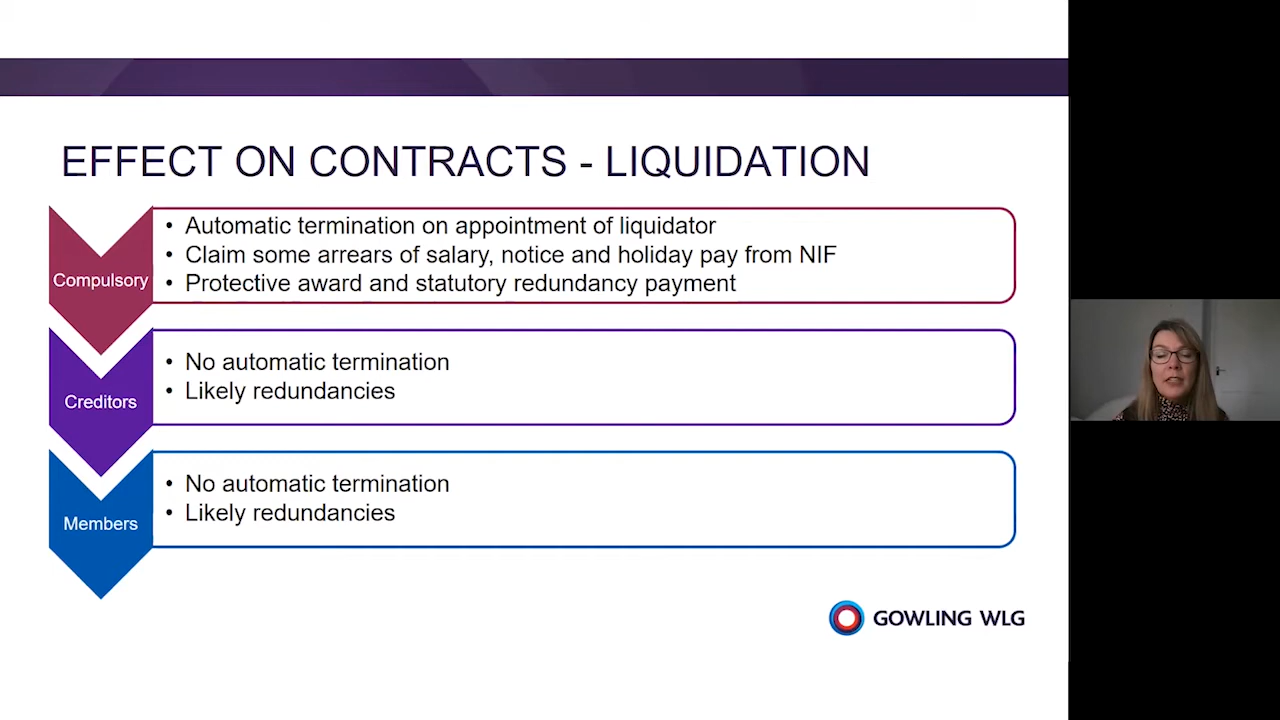 EFFECT ON CONTRACTS - LIQUIDATION
Compulsory
• Automatic termination on appointment of liquidator
• Claim some arrears of salary, notice and holiday pay from NIF
• Protective award and statutory redundancy payment
Creditors
• No automatic termination
• Likely redundancies
Members
• No automatic termination
• Likely redundancies
GOWLING WLG